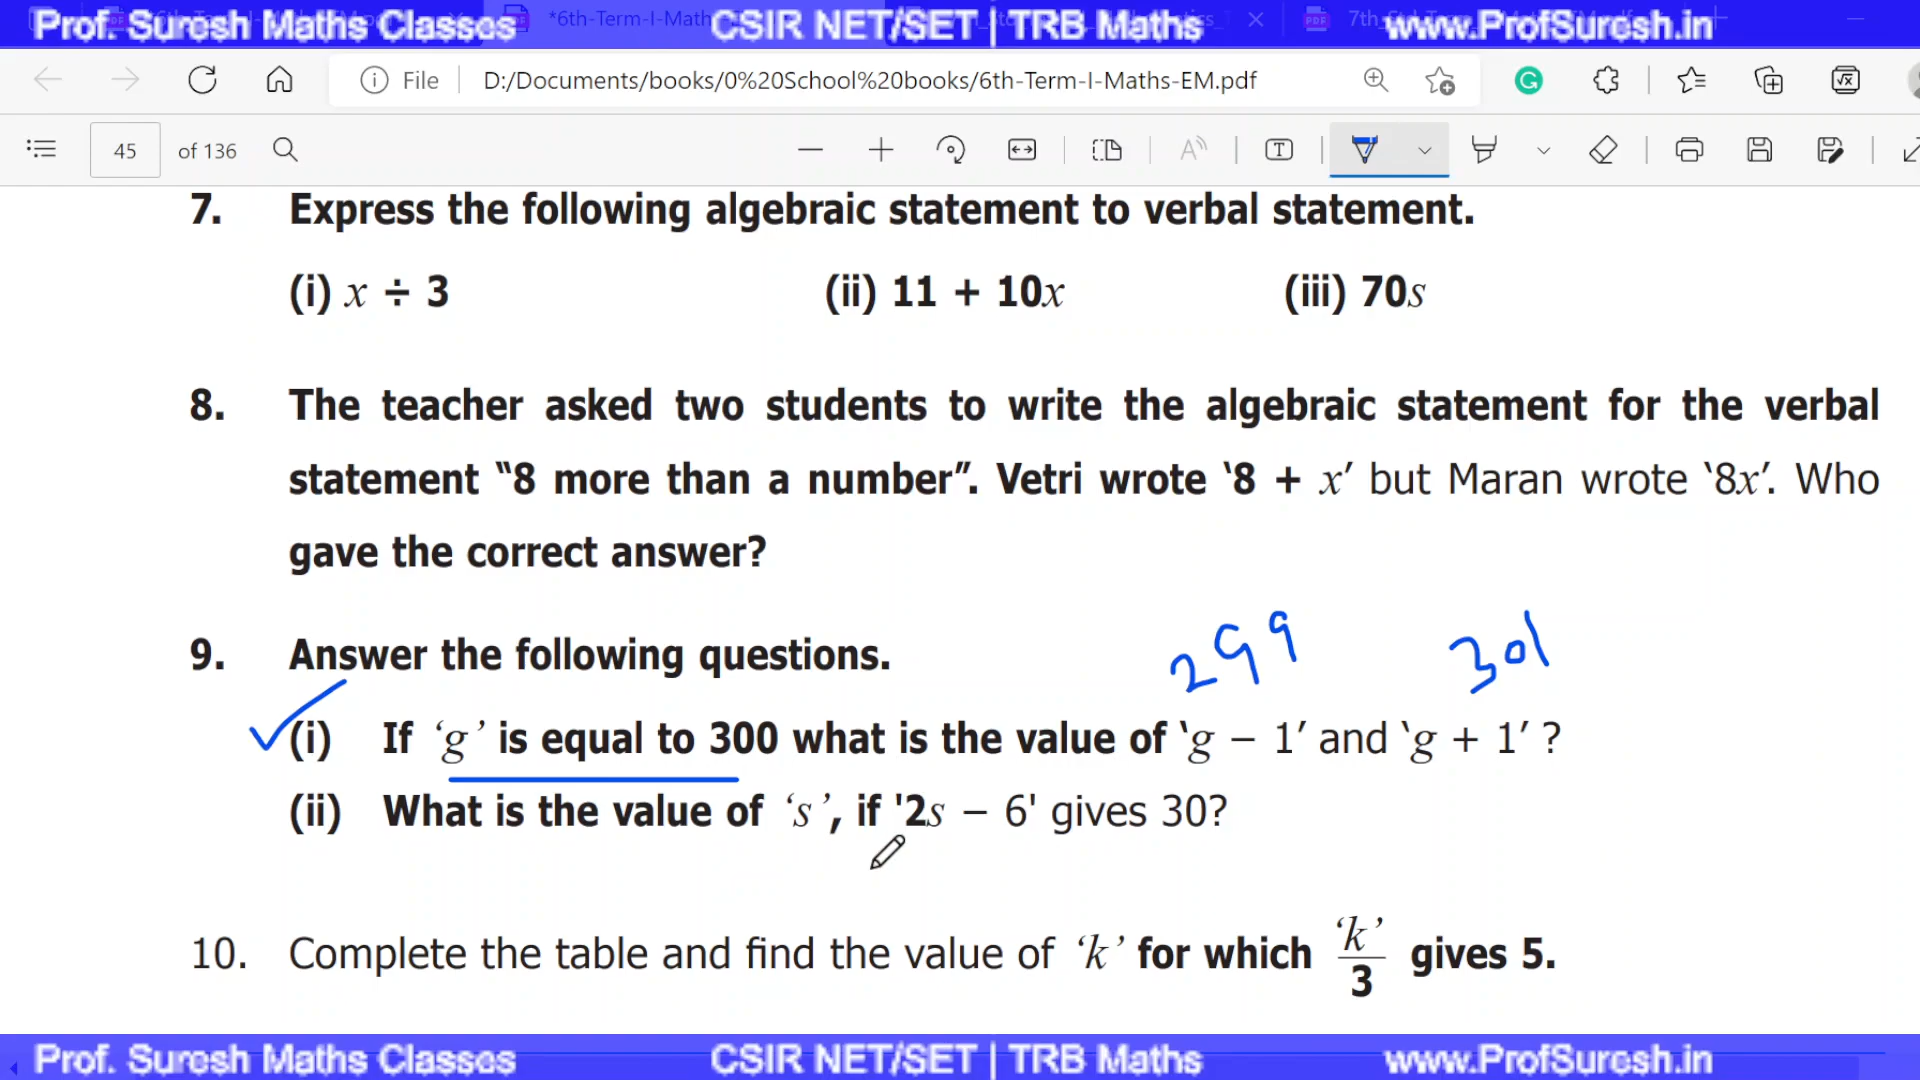 Prof. Suresh Maths Classes CSIR NET/SET | TRB Maths www.ProfSuresh.in
File D:/Documents/books/0%20School%20books/6th-Term-I-Maths-EM.pdf
45 of 136
7. Express the following algebraic statement to verbal statement.
(i) x ÷ 3 (ii) 11 + 10x (iii) 70s
8. The teacher asked two students to write the algebraic statement for the verbal
statement “8 more than a number”. Vetri wrote ‘8 + x’ but Maran wrote ‘8x’. Who
gave the correct answer?
299 301
9. Answer the following questions.
(i) If ‘g’ is equal to 300 what is the value of ‘g − 1’ and ‘g + 1’ ?
(ii) What is the value of ‘s’, if '2s − 6' gives 30?
10. Complete the table and find the value of ‘k’ for which ‘k’/3 gives 5.
Prof. Suresh Maths Classes CSIR NET/SET | TRB Maths www.ProfSuresh.in